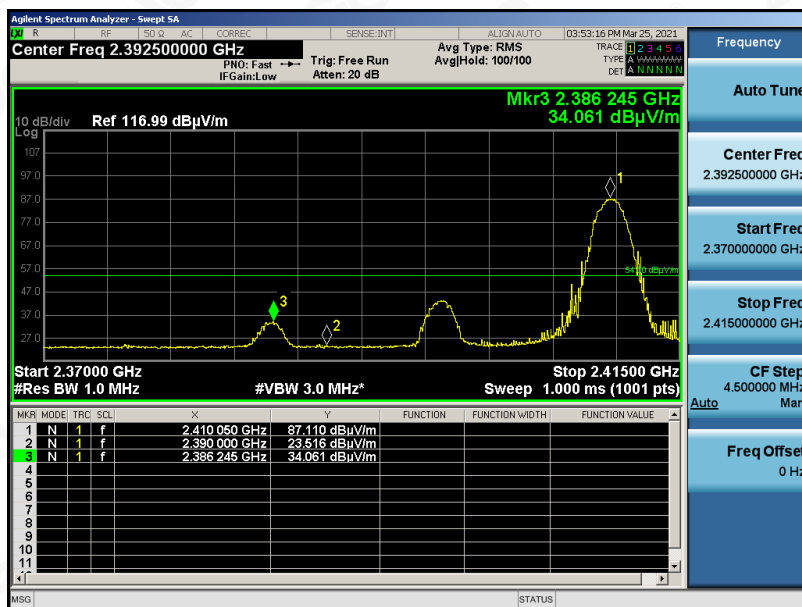 Agilent Spectrum Analyzer - Swept SA
LXI R RF 50 Ω AC CORREC SENSE:INT ALIGN AUTO 03:53:16 PM Mar 25, 2021
Center Freq 2.392500000 GHz
PNO: Fast
IFGain:Low
Trig: Free Run
Atten: 20 dB
Avg Type: RMS
Avg|Hold: 100/100
TRACE 1 2 3 4 5 6
TYPE A
DET A N N N N N
Mkr3 2.386 245 GHz
34.061 dBµV/m
10 dB/div Ref 116.99 dBµV/m
Log
107
97.0
87.0
77.0
67.0
57.0
47.0
37.0
27.0
1
2
3
Start 2.37000 GHz Stop 2.41500 GHz
#Res BW 1.0 MHz #VBW 3.0 MHz* Sweep 1.000 ms (1001 pts)
MKR MODE TRC SCL X Y FUNCTION FUNCTION WIDTH FUNCTION VALUE
1 N 1 f 2.410 050 GHz 87.110 dBµV/m
2 N 1 f 2.390 000 GHz 23.516 dBµV/m
3 N 1 f 2.386 245 GHz 34.061 dBµV/m
4
5
6
7
8
9
10
11
MSG STATUS
Frequency
Auto Tune
Center Freq
2.392500000 GHz
Start Freq
2.370000000 GHz
Stop Freq
2.415000000 GHz
CF Step
4.500000 MHz
Auto Man
Freq Offset
0 Hz